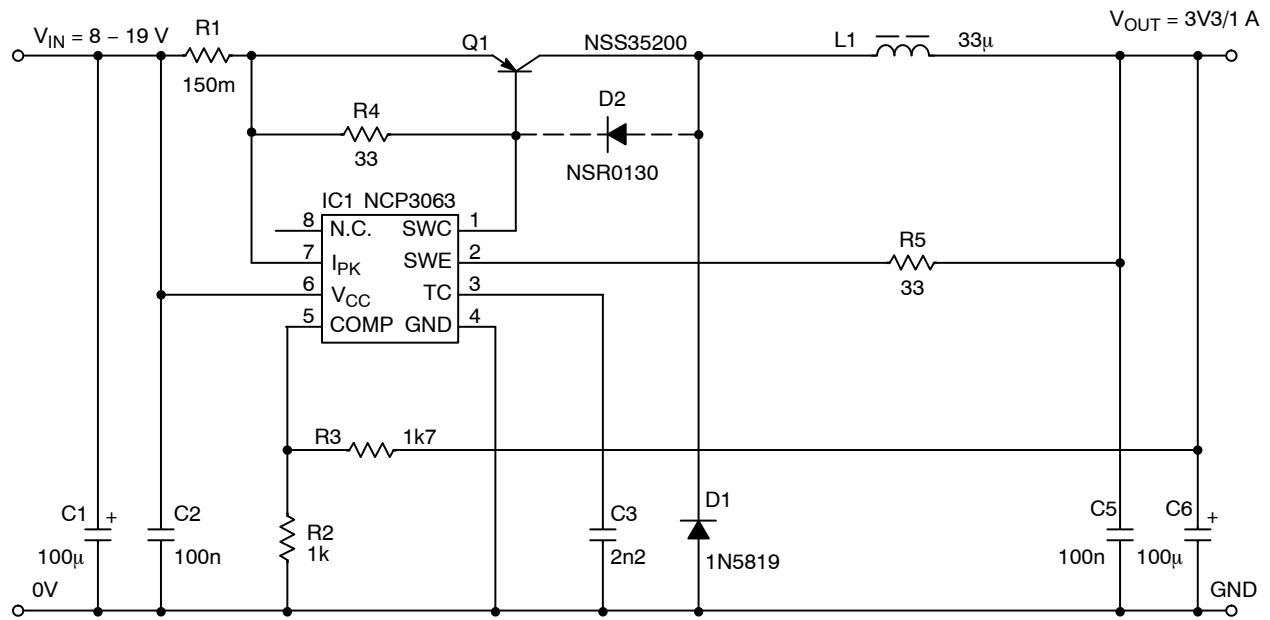 V_IN = 8 – 19 V
R1
150m
Q1
NSS35200
L1
33μ
V_OUT = 3V3/1 A
R4
33
D2
NSR0130
IC1 NCP3063
8 N.C. SWC 1
7 I_PK SWE 2
6 V_CC TC 3
5 COMP GND 4
R5
33
R3 1k7
C1 +
100μ
C2
100n
R2
1k
C3
2n2
D1
1N5819
C5
100n
C6 +
100μ
0V
GND